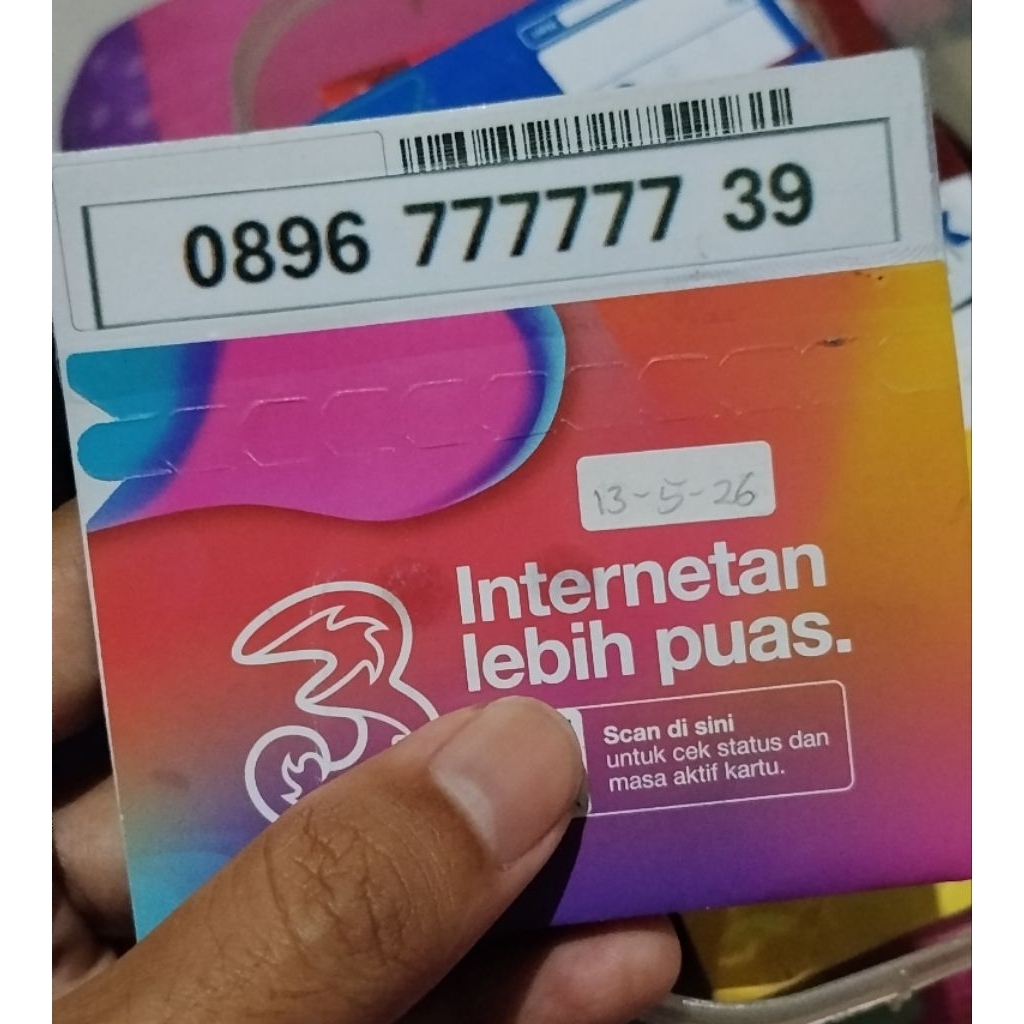 0896 777777 39
13-5-26
Internetan
lebih puas.
Scan di sini
untuk cek status dan
masa aktif kartu.